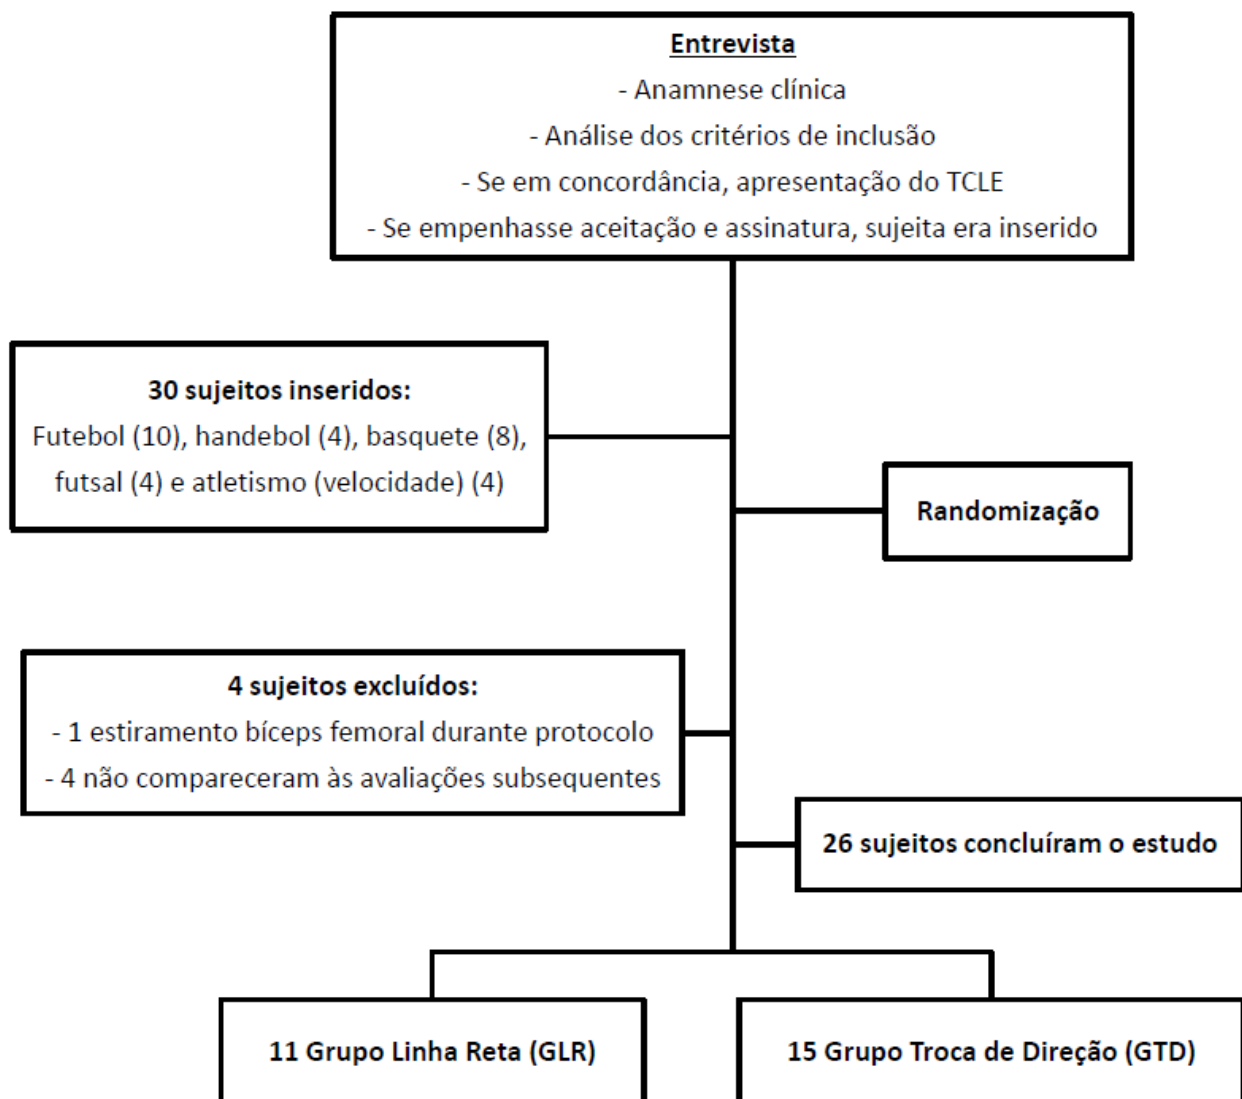 Entrevista
- Anamnese clínica
- Análise dos critérios de inclusão
- Se em concordância, apresentação do TCLE
- Se empenhasse aceitação e assinatura, sujeita era inserido
30 sujeitos inseridos:
Futebol (10), handebol (4), basquete (8),
futsal (4) e atletismo (velocidade) (4)
Randomização
4 sujeitos excluídos:
- 1 estiramento bíceps femoral durante protocolo
- 4 não compareceram às avaliações subsequentes
26 sujeitos concluíram o estudo
11 Grupo Linha Reta (GLR)
15 Grupo Troca de Direção (GTD)